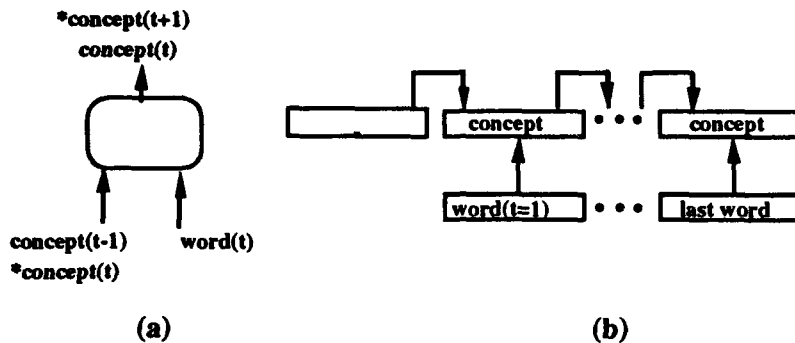 *concept(t+1)
concept(t)
concept(t-1) word(t)
*concept(t)
(a)
concept • • • concept
word(t=1) • • • last word
(b)